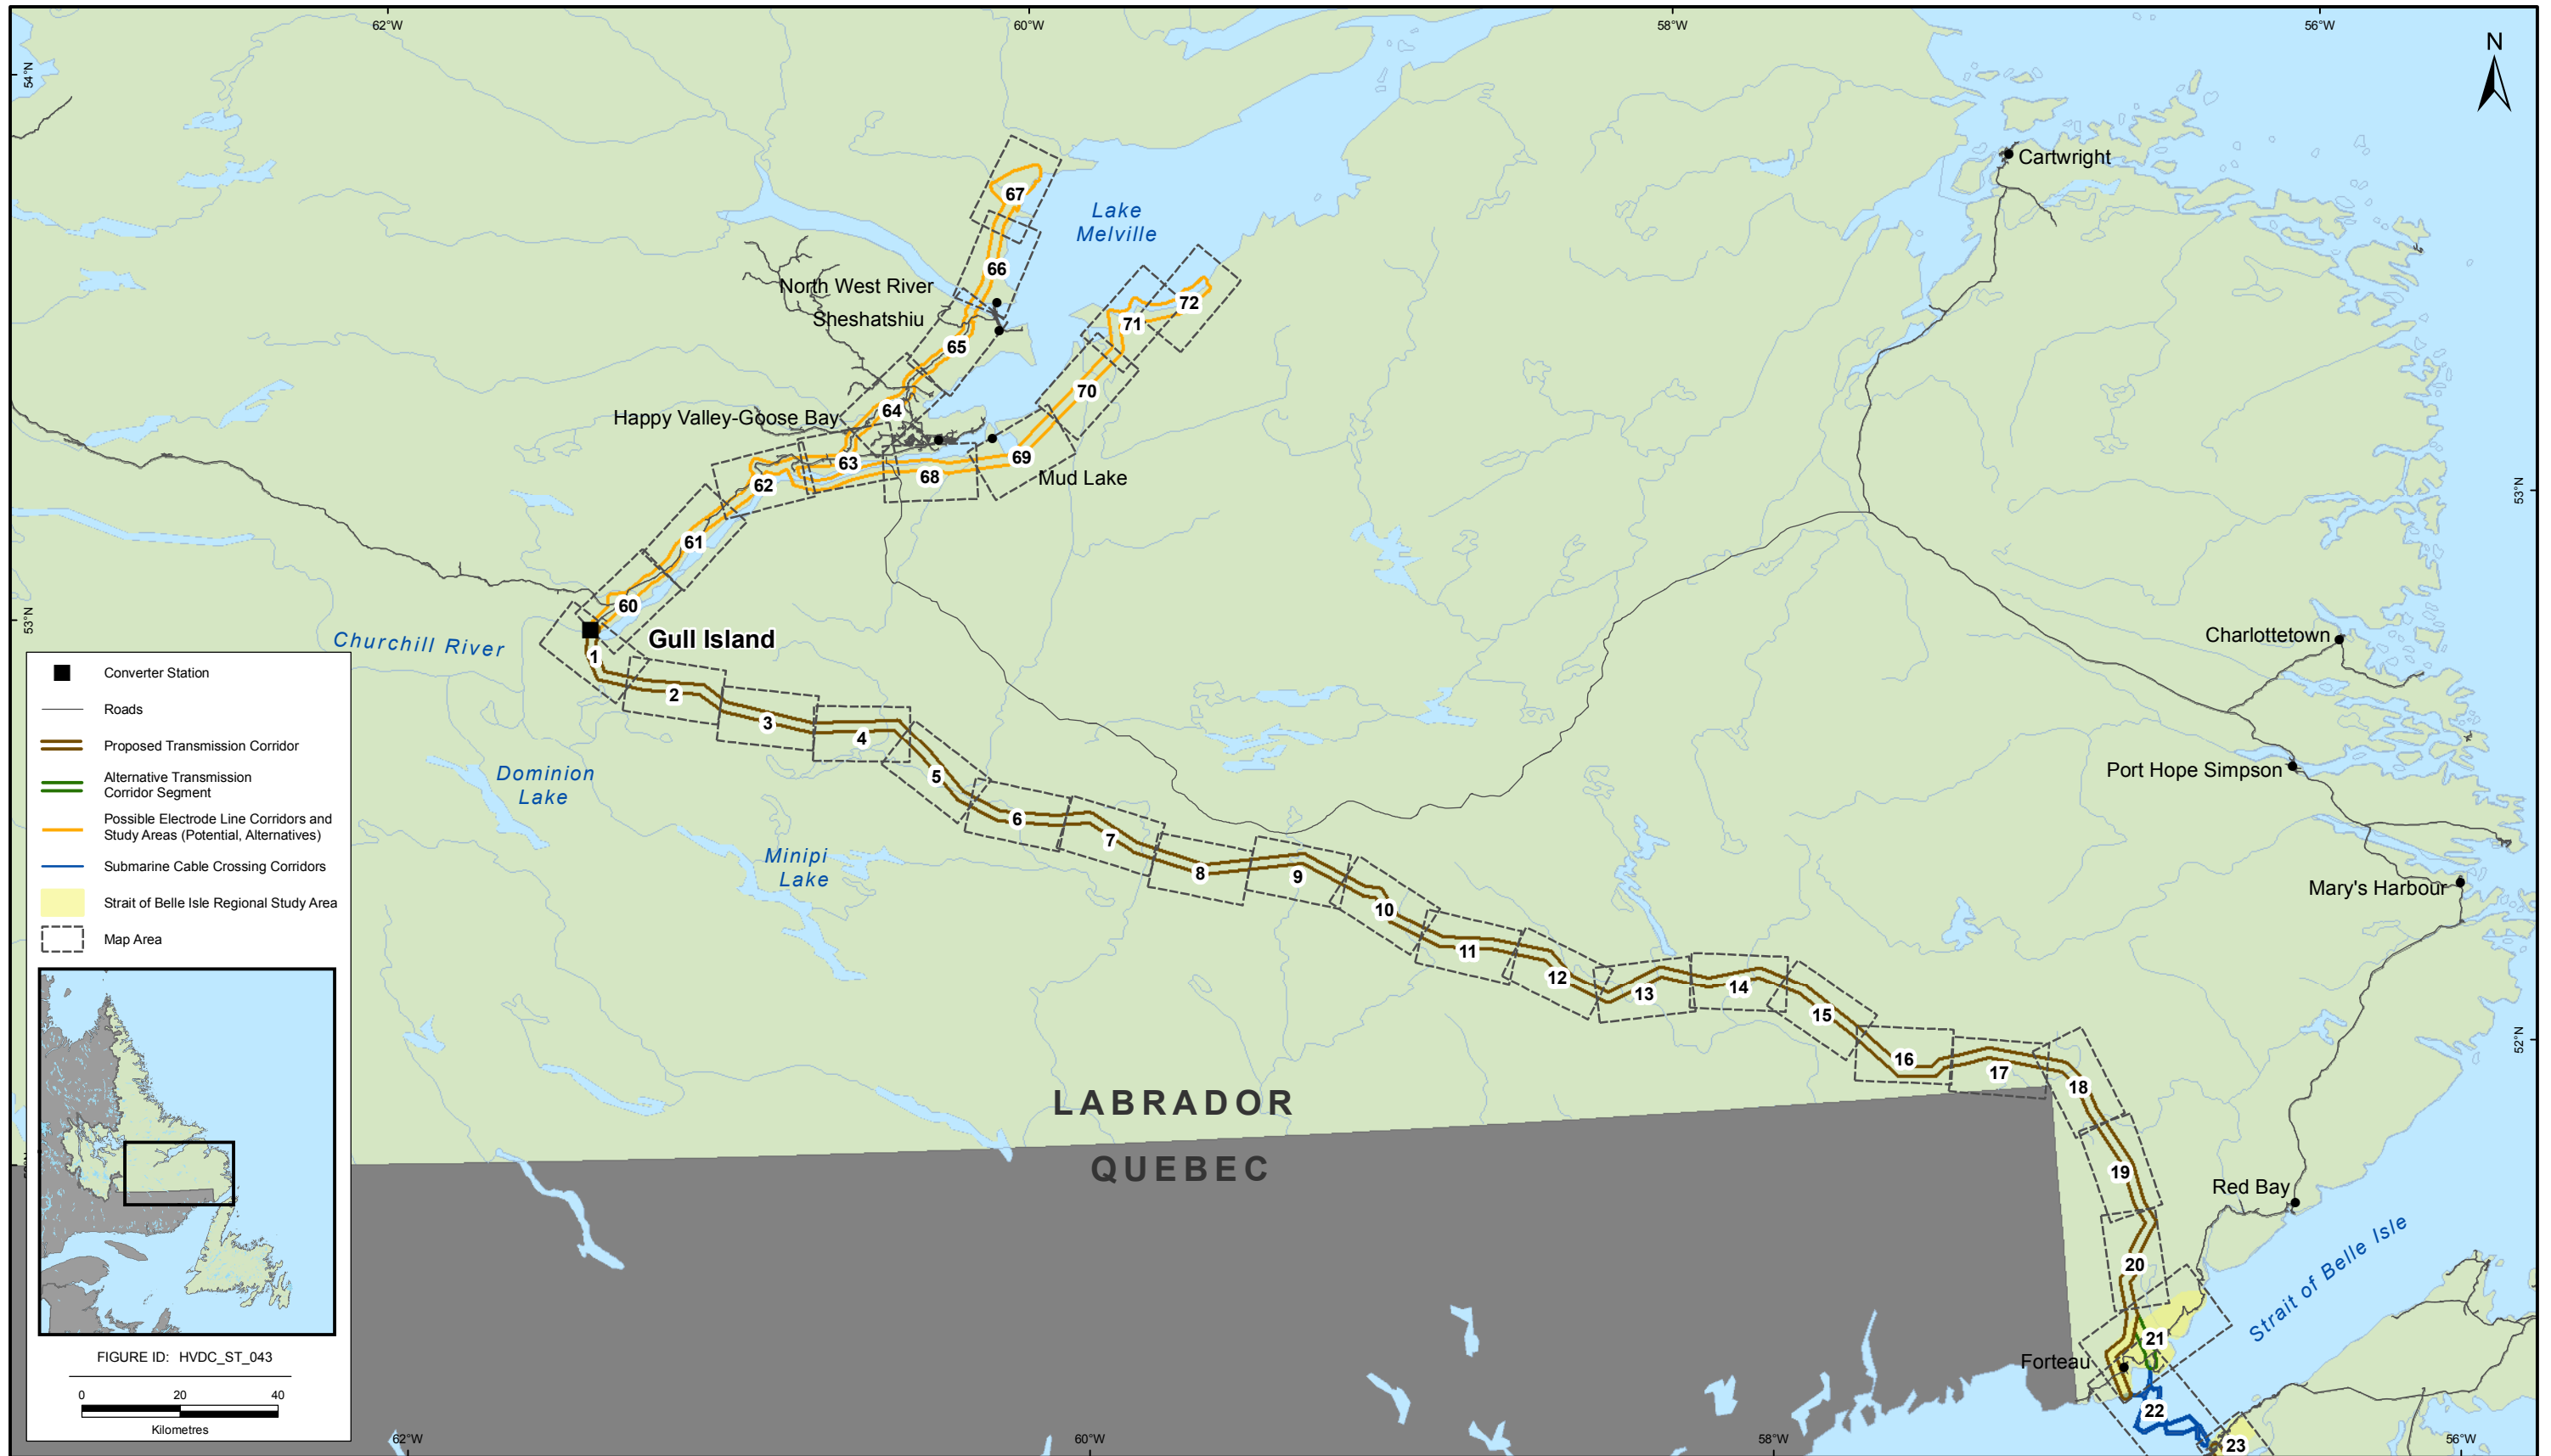 62°W
60°W
58°W
56°W
N
54°N
Cartwright
67
Lake
Melville
66
North West River
72
Sheshatshiu
71
65
70
64
Happy Valley-Goose Bay
63
69
68
Mud Lake
62
53°N
61
60
53°N
Churchill River
Gull Island
Charlottetown
1
2
3
4
Dominion
Lake
5
Port Hope Simpson
6
7
Minipi
Lake
8
9
Mary's Harbour
10
11
12
13
14
15
52°N
16
17
18
LABRADOR
QUEBEC
19
Red Bay
20
Strait of Belle Isle
21
Forteau
22
23
Converter Station
Roads
Proposed Transmission Corridor
Alternative Transmission
Corridor Segment
Possible Electrode Line Corridors and
Study Areas (Potential, Alternatives)
Submarine Cable Crossing Corridors
Strait of Belle Isle Regional Study Area
Map Area
FIGURE ID: HVDC_ST_043
0 20 40
Kilometres
62°W
60°W
58°W
56°W